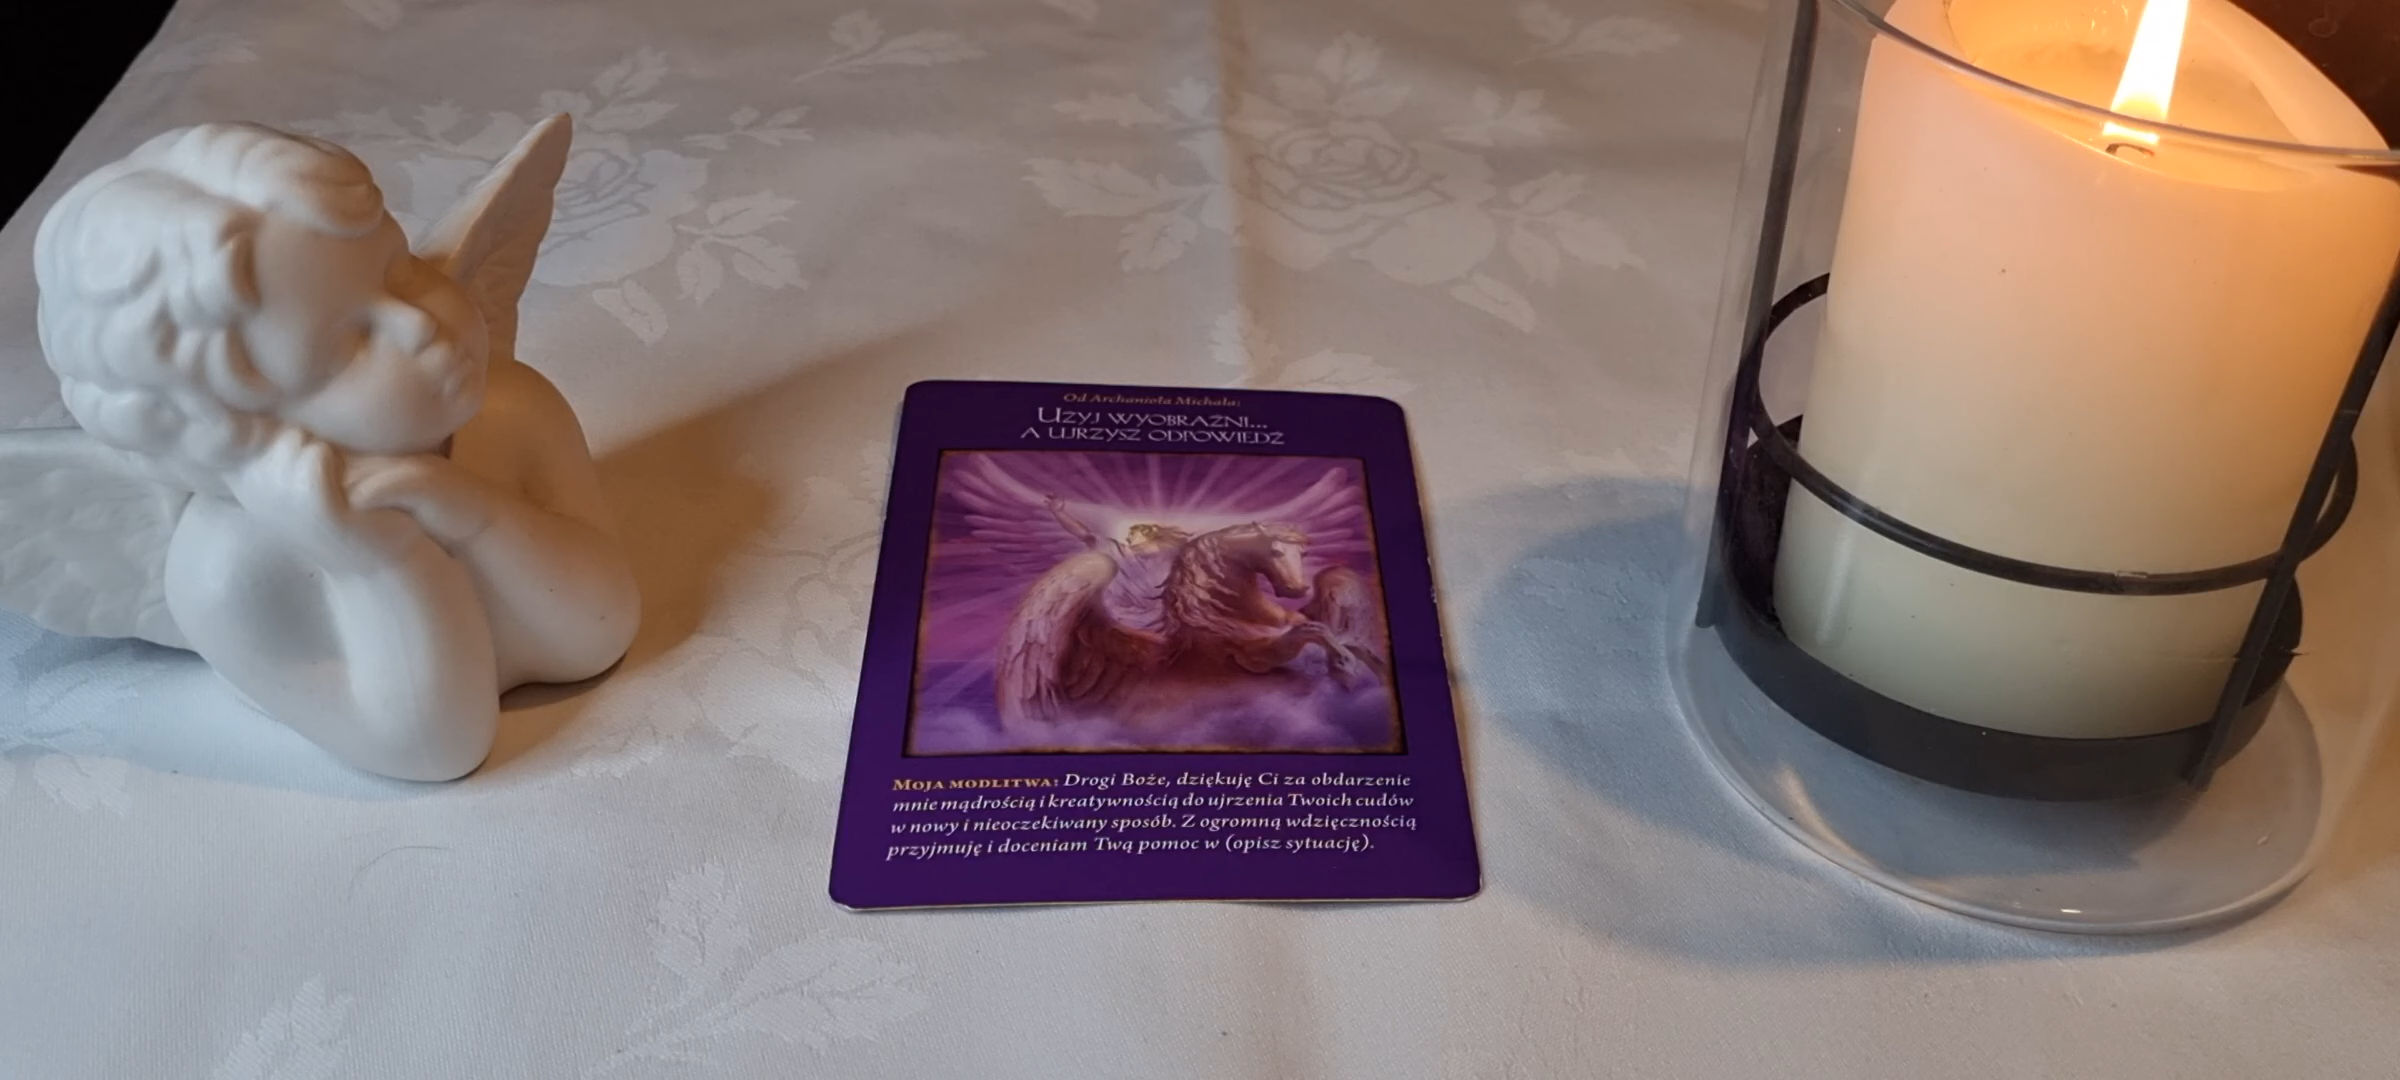 Od Archanioła Michała:
Użyj wyobraźni...
a ujrzysz odpowiedź
Moja modlitwa: Drogi Boże, dziękuję Ci za obdarzenie
mnie mądrością i kreatywnością do ujrzenia Twoich cudów
w nowy i nieoczekiwany sposób. Z ogromną wdzięcznością
przyjmuję i doceniam Twą pomoc w (opisz sytuację).